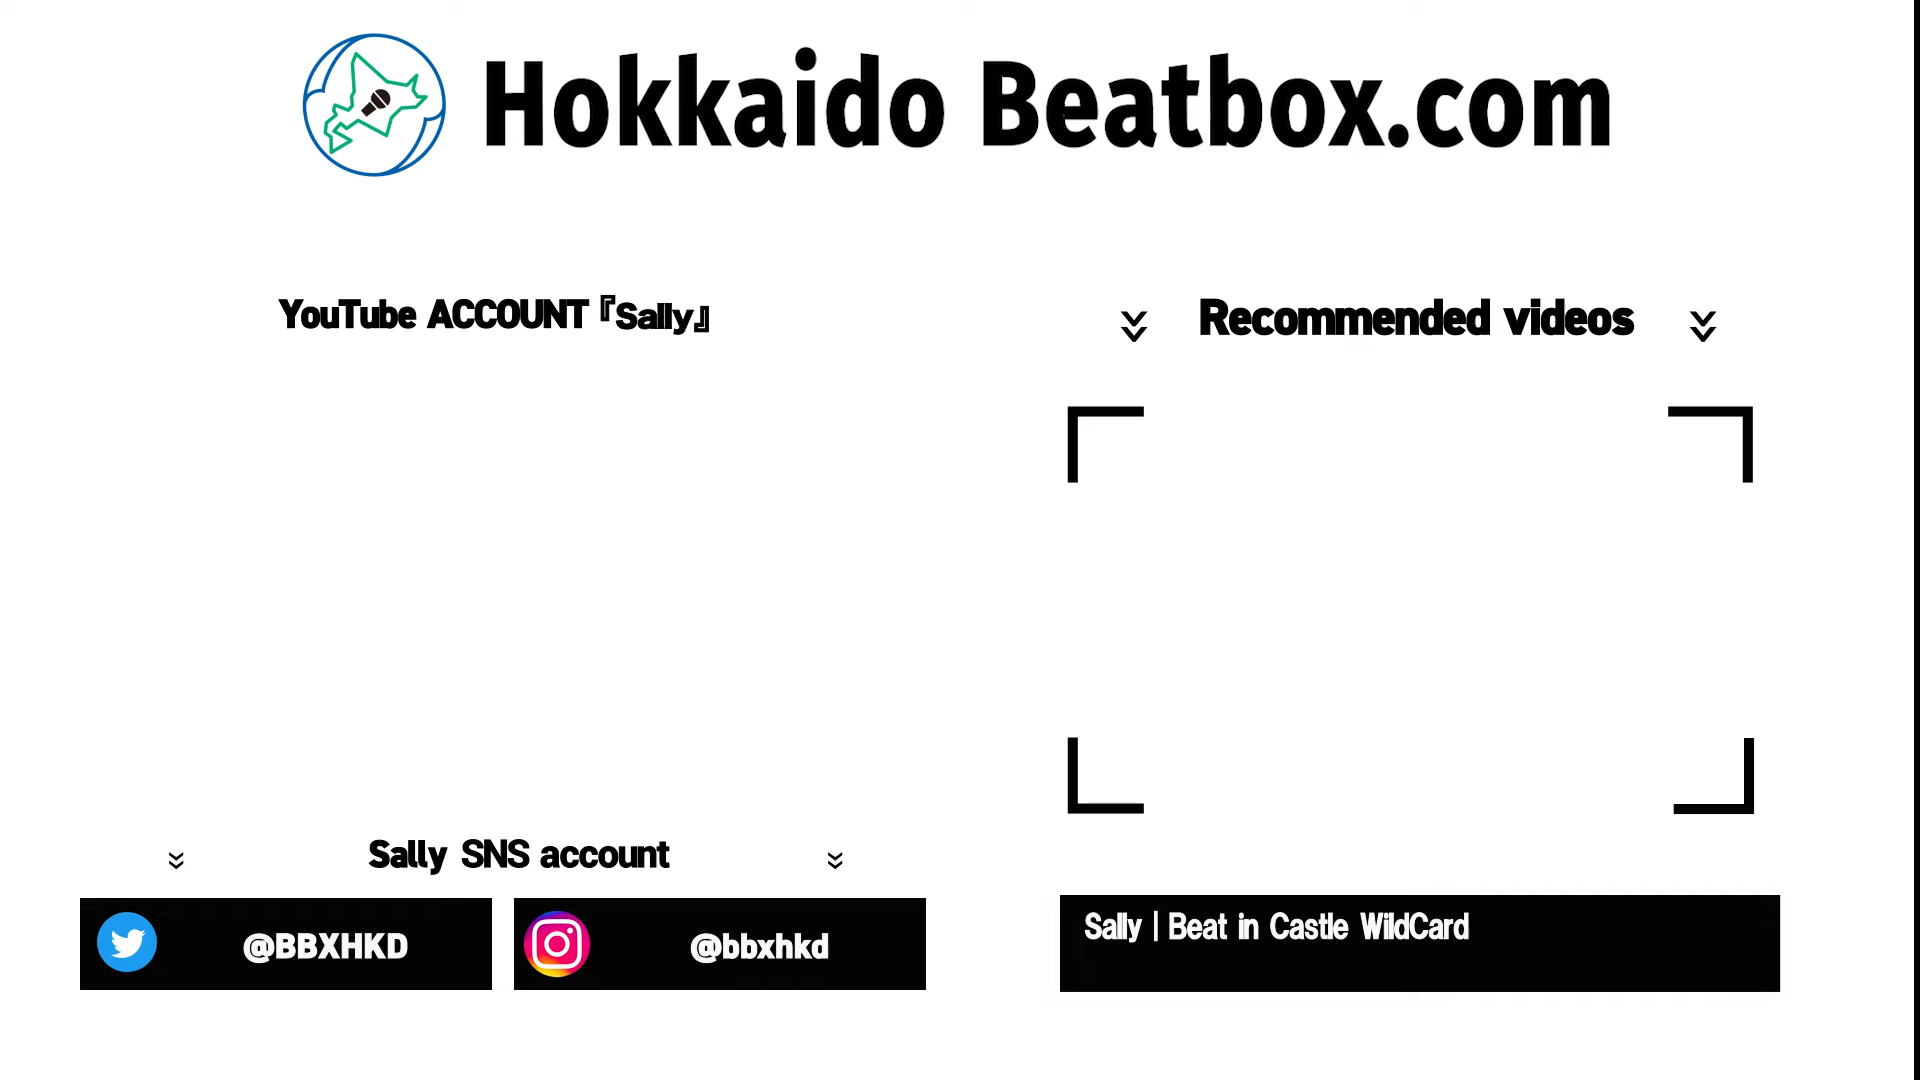 Hokkaido Beatbox.com
YouTube ACCOUNT『Sally』
Recommended videos
Sally SNS account
@BBXHKD
@bbxhkd
Sally | Beat in Castle WildCard